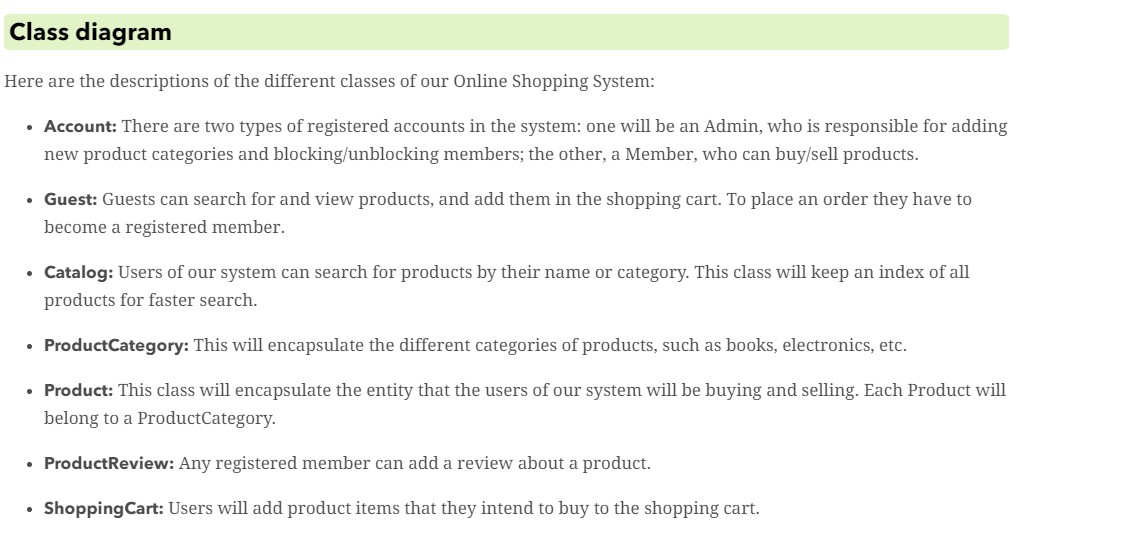 Class diagram
Here are the descriptions of the different classes of our Online Shopping System:
• Account: There are two types of registered accounts in the system: one will be an Admin, who is responsible for adding
new product categories and blocking/unblocking members; the other, a Member, who can buy/sell products.
• Guest: Guests can search for and view products, and add them in the shopping cart. To place an order they have to
become a registered member.
• Catalog: Users of our system can search for products by their name or category. This class will keep an index of all
products for faster search.
• ProductCategory: This will encapsulate the different categories of products, such as books, electronics, etc.
• Product: This class will encapsulate the entity that the users of our system will be buying and selling. Each Product will
belong to a ProductCategory.
• ProductReview: Any registered member can add a review about a product.
• ShoppingCart: Users will add product items that they intend to buy to the shopping cart.